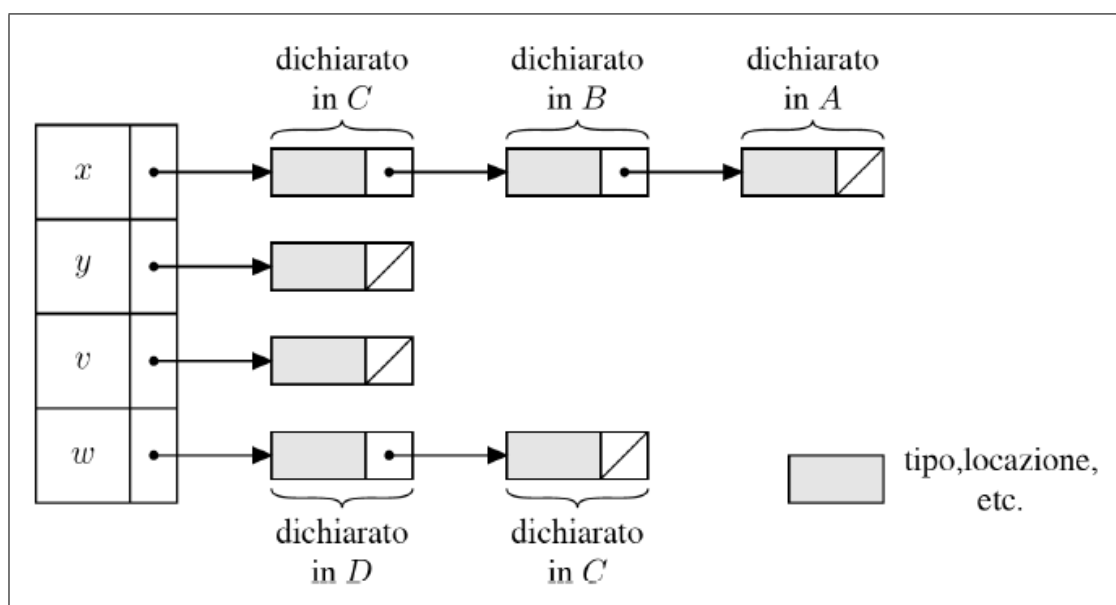 dichiarato
in C
dichiarato
in B
dichiarato
in A
x
y
v
w
dichiarato
in D
dichiarato
in C
tipo,locazione,
etc.